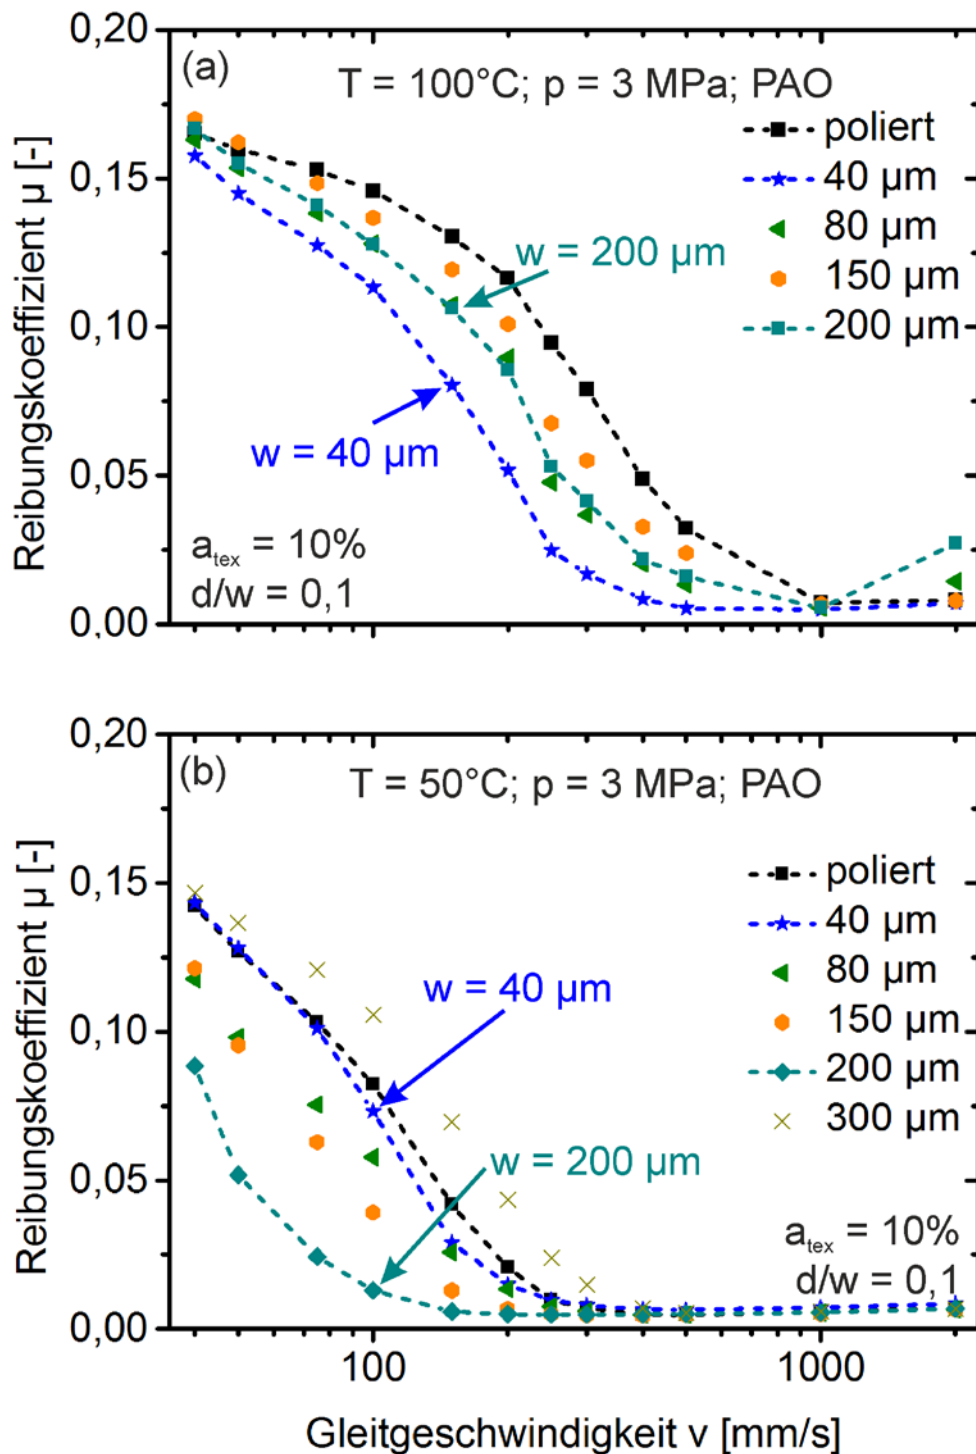 0,20
(a)
T = 100°C; p = 3 MPa; PAO
poliert
40 µm
80 µm
150 µm
200 µm
0,15
0,10
0,05
0,00
Reibungskoeffizient µ [-]
w = 200 µm
w = 40 µm
a_tex = 10%
d/w = 0,1
0,20
(b)
T = 50°C; p = 3 MPa; PAO
poliert
40 µm
80 µm
150 µm
200 µm
300 µm
0,15
0,10
0,05
0,00
Reibungskoeffizient µ [-]
w = 40 µm
w = 200 µm
a_tex = 10%
d/w = 0,1
100
1000
Gleitgeschwindigkeit v [mm/s]